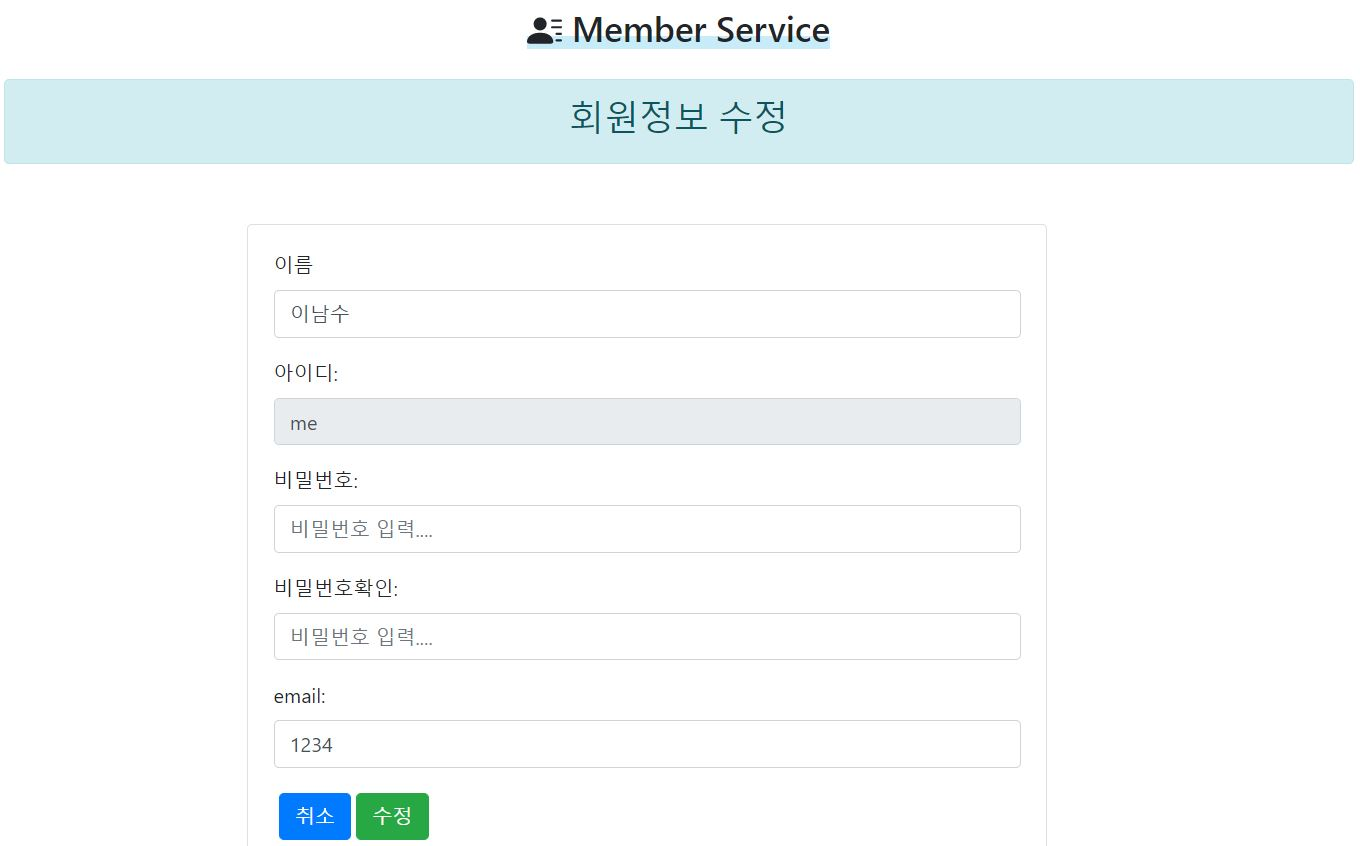 Member Service
회원정보 수정
이름
이남수
아이디:
me
비밀번호:
비밀번호 입력....
비밀번호확인:
비밀번호 입력....
email:
1234
취소 수정